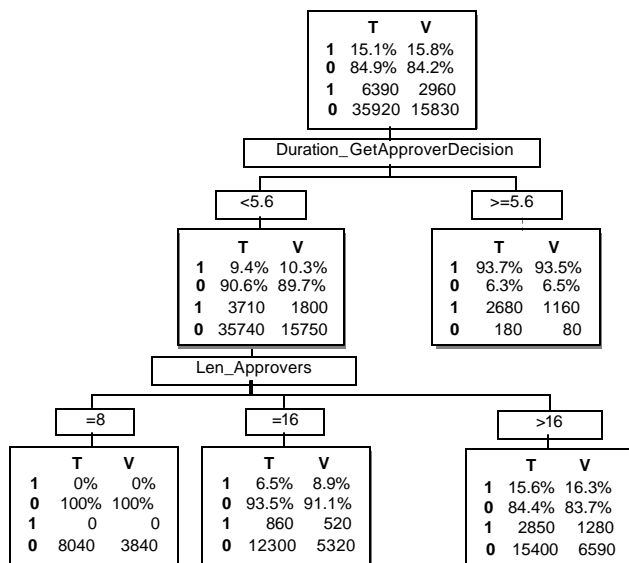 T V
1 15.1% 15.8%
0 84.9% 84.2%
1 6390 2960
0 35920 15830
Duration_GetApproverDecision
<5.6
>=5.6
T V
1 9.4% 10.3%
0 90.6% 89.7%
1 3710 1800
0 35740 15750
T V
1 93.7% 93.5%
0 6.3% 6.5%
1 2680 1160
0 180 80
Len_Approvers
=8
=16
>16
T V
1 0% 0%
0 100% 100%
1 0 0
0 8040 3840
T V
1 6.5% 8.9%
0 93.5% 91.1%
1 860 520
0 12300 5320
T V
1 15.6% 16.3%
0 84.4% 83.7%
1 2850 1280
0 15400 6590